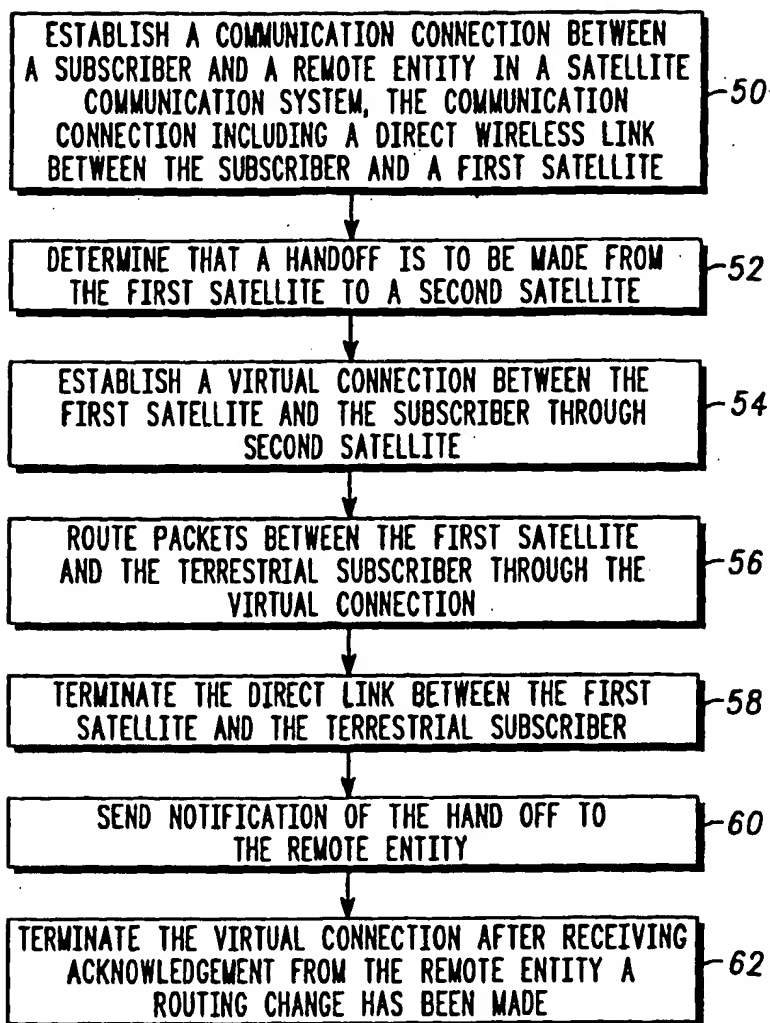 ESTABLISH A COMMUNICATION CONNECTION BETWEEN
A SUBSCRIBER AND A REMOTE ENTITY IN A SATELLITE
COMMUNICATION SYSTEM, THE COMMUNICATION
CONNECTION INCLUDING A DIRECT WIRELESS LINK
BETWEEN THE SUBSCRIBER AND A FIRST SATELLITE
50
DETERMINE THAT A HANDOFF IS TO BE MADE FROM
THE FIRST SATELLITE TO A SECOND SATELLITE
52
ESTABLISH A VIRTUAL CONNECTION BETWEEN THE
FIRST SATELLITE AND THE SUBSCRIBER THROUGH
SECOND SATELLITE
54
ROUTE PACKETS BETWEEN THE FIRST SATELLITE
AND THE TERRESTRIAL SUBSCRIBER THROUGH THE
VIRTUAL CONNECTION
56
TERMINATE THE DIRECT LINK BETWEEN THE FIRST
SATELLITE AND THE TERRESTRIAL SUBSCRIBER
58
SEND NOTIFICATION OF THE HAND OFF TO
THE REMOTE ENTITY
60
TERMINATE THE VIRTUAL CONNECTION AFTER RECEIVING
ACKNOWLEDGEMENT FROM THE REMOTE ENTITY A
ROUTING CHANGE HAS BEEN MADE
62